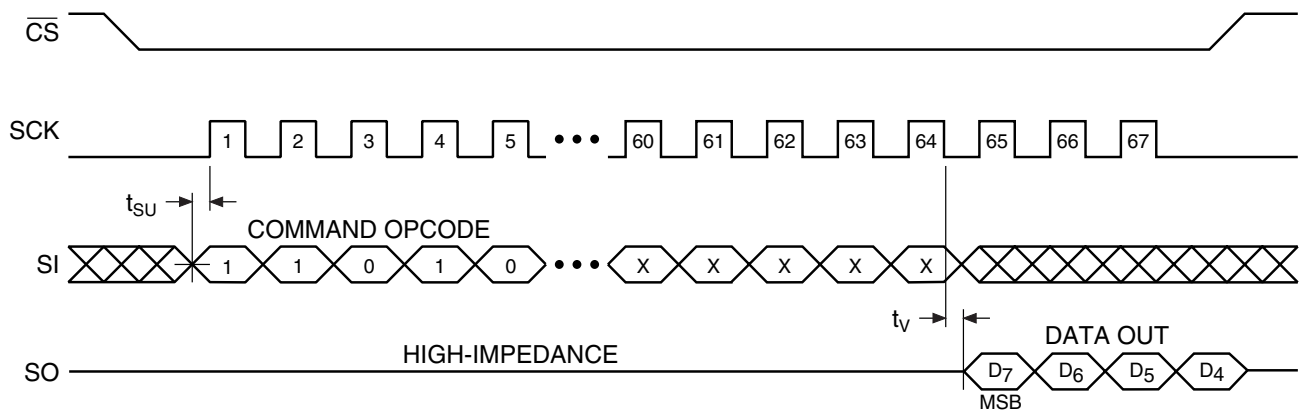 CS
SCK 1 2 3 4 5 ••• 60 61 62 63 64 65 66 67
tSU
COMMAND OPCODE
SI 1 1 0 1 0 ••• X X X X X
tV
DATA OUT
HIGH-IMPEDANCE
SO D7 D6 D5 D4
MSB